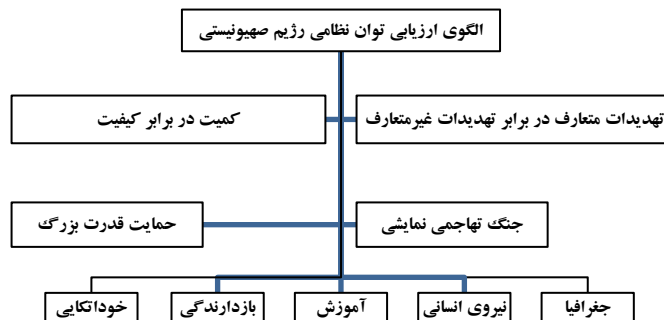 الگوی ارزیابی توان نظامی رژیم صهیونیستی
تهدیدات متعارف در برابر تهدیدات غیرمتعارف
کمیت در برابر کیفیت
جنگ تهاجمی نمایشی
حمایت قدرت بزرگ
جغرافیا
نیروی انسانی
آموزش
بازدارندگی
خوداتکایی